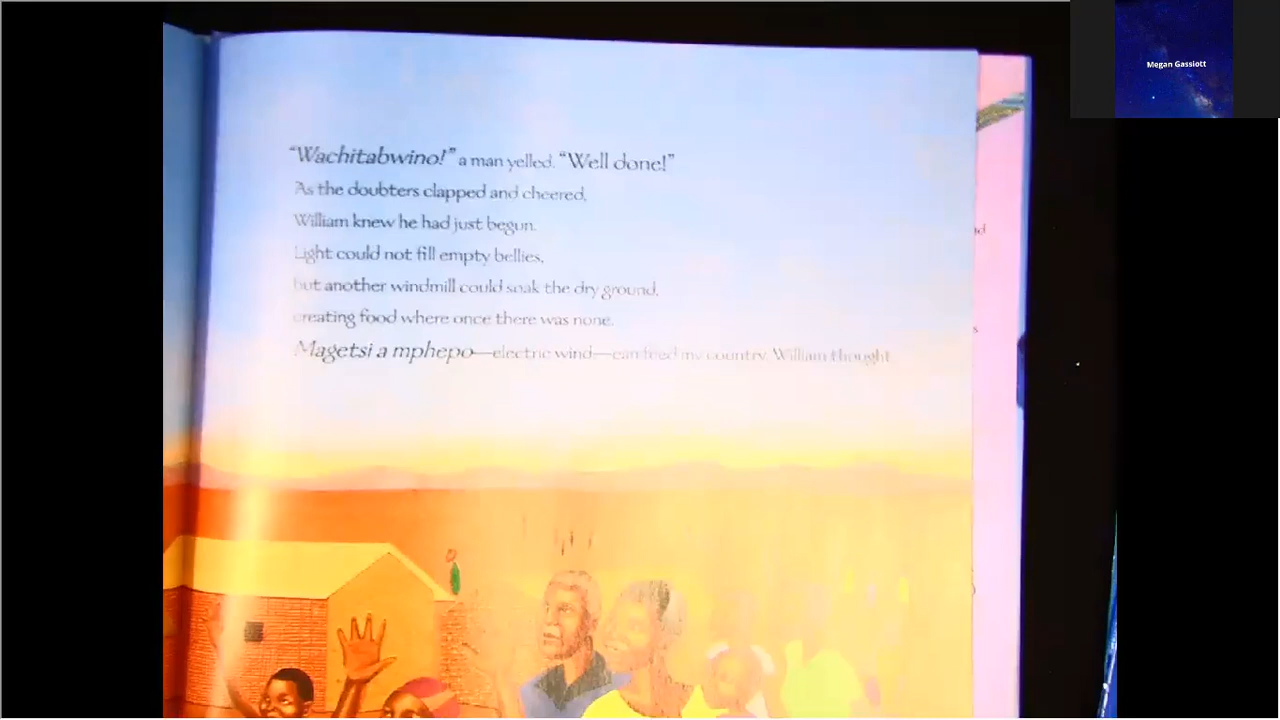 "Wachitabwino!" a man yelled. "Well done!"
As the doubters clapped and cheered,
William knew he had just begun.
Light could not fill empty bellies,
but another windmill could soak the dry ground,
creating food where once there was none.
Magetsi a mphepo—electric wind—can feed my country, William thought
Megan Gassiott